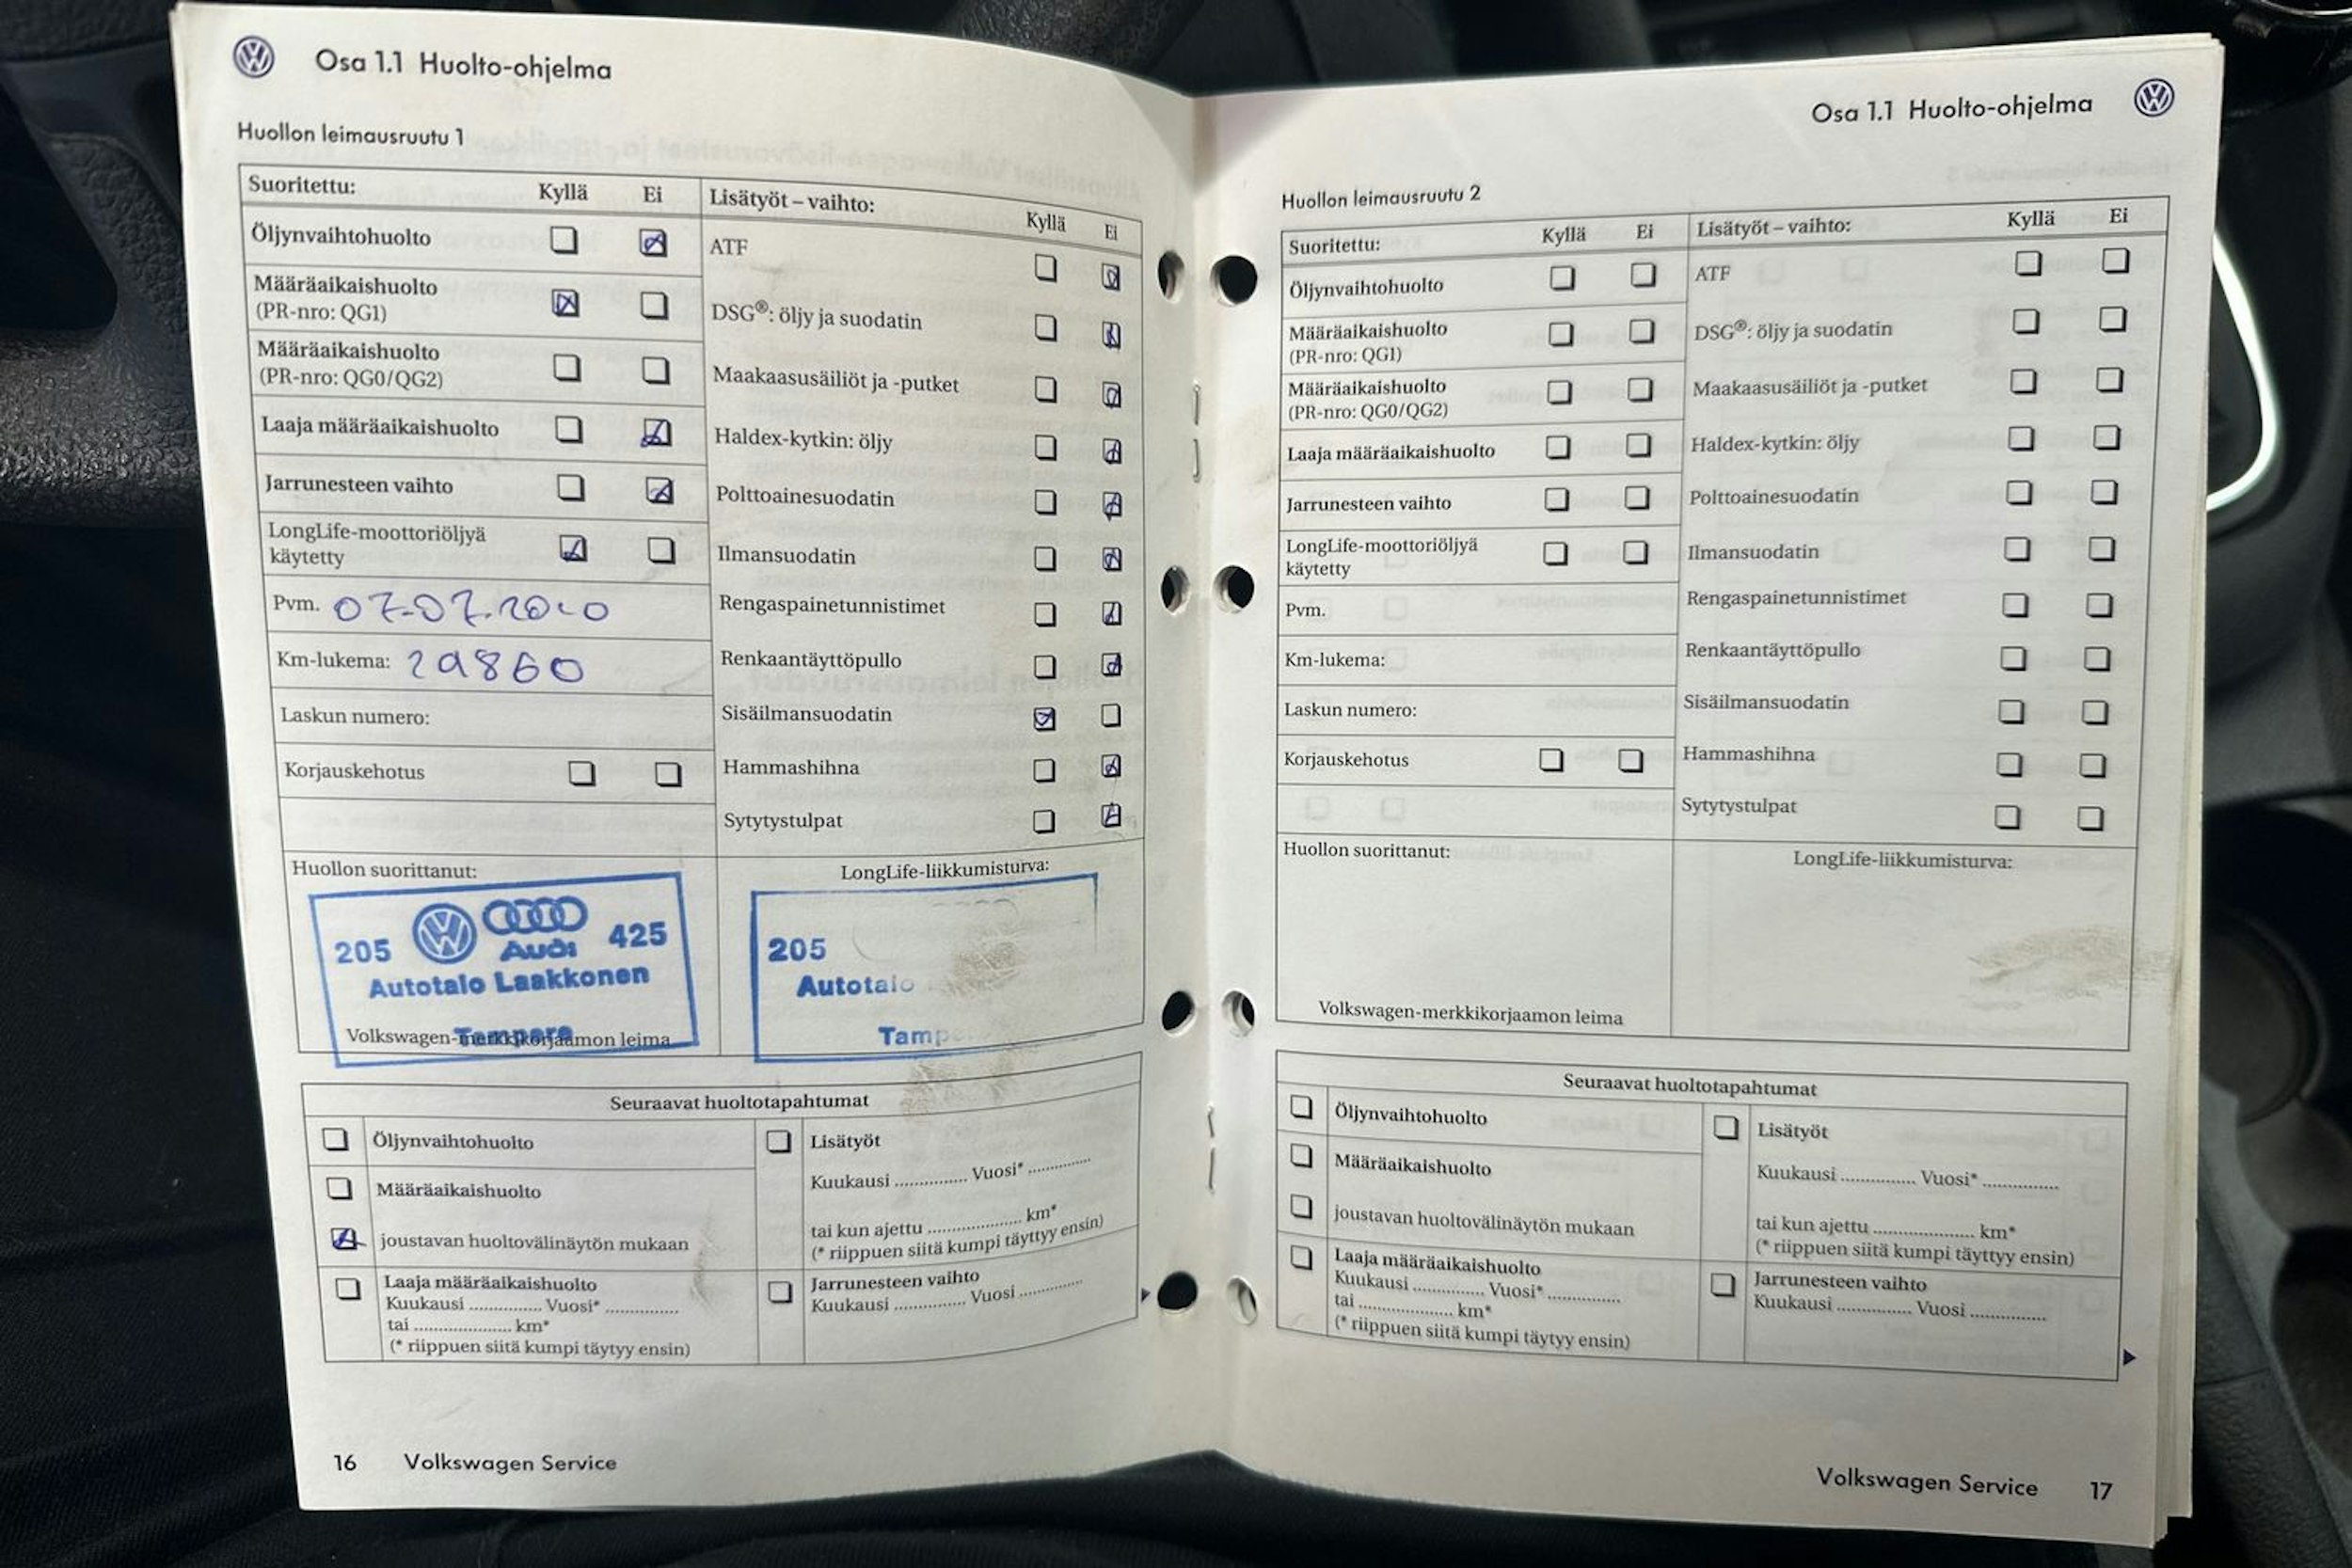 Osa 1.1 Huolto-ohjelma
Huollon leimausruutu 1
Suoritettu: Kyllä Ei
Öljynvaihtohuolto
Määräaikaishuolto
(PR-nro: QG1)
Määräaikaishuolto
(PR-nro: QG0/QG2)
Laaja määräaikaishuolto
Jarrunesteen vaihto
LongLife-moottoriöljyä
käytetty
Pvm. 07.07.2010
Km-lukema: 29860
Laskun numero:
Korjauskehotus
Lisätyöt – vaihto: Kyllä Ei
ATF
DSG®: öljy ja suodatin
Maakaasusäiliöt ja -putket
Haldex-kytkin: öljy
Polttoainesuodatin
Ilmansuodatin
Rengaspainetunnistimet
Renkaantäyttöpullo
Sisäilmansuodatin
Hammashihna
Sytytystulpat
Huollon suorittanut:
205 Audi 425
Autotalo Laakkonen
Tampere
Volkswagen-merkkikorjaamon leima
LongLife-liikkumisturva:
205
Autotalo
Tamp
Seuraavat huoltotapahtumat
Öljynvaihtohuolto
Määräaikaishuolto
joustavan huoltovälinäytön mukaan
Laaja määräaikaishuolto
Kuukausi ............... Vuosi* ...............
tai .................... km*
(* riippuen siitä kumpi täytyy ensin)
Lisätyöt
Kuukausi ............... Vuosi* ...............
tai kun ajettu .................... km*
(* riippuen siitä kumpi täyttyy ensin)
Jarrunesteen vaihto
Kuukausi ............... Vuosi ...............
16 Volkswagen Service
Osa 1.1 Huolto-ohjelma
Huollon leimausruutu 2
Suoritettu: Kyllä Ei
Öljynvaihtohuolto
Määräaikaishuolto
(PR-nro: QG1)
Määräaikaishuolto
(PR-nro: QG0/QG2)
Laaja määräaikaishuolto
Jarrunesteen vaihto
LongLife-moottoriöljyä
käytetty
Pvm.
Km-lukema:
Laskun numero:
Korjauskehotus
Lisätyöt – vaihto: Kyllä Ei
ATF
DSG®: öljy ja suodatin
Maakaasusäiliöt ja -putket
Haldex-kytkin: öljy
Polttoainesuodatin
Ilmansuodatin
Rengaspainetunnistimet
Renkaantäyttöpullo
Sisäilmansuodatin
Hammashihna
Sytytystulpat
Huollon suorittanut:
Volkswagen-merkkikorjaamon leima
LongLife-liikkumisturva:
Seuraavat huoltotapahtumat
Öljynvaihtohuolto
Määräaikaishuolto
joustavan huoltovälinäytön mukaan
Laaja määräaikaishuolto
Kuukausi ............... Vuosi* ...............
tai .................... km*
(* riippuen siitä kumpi täytyy ensin)
Lisätyöt
Kuukausi ............... Vuosi* ...............
tai kun ajettu .................... km*
(* riippuen siitä kumpi täyttyy ensin)
Jarrunesteen vaihto
Kuukausi ............... Vuosi ...............
Volkswagen Service 17